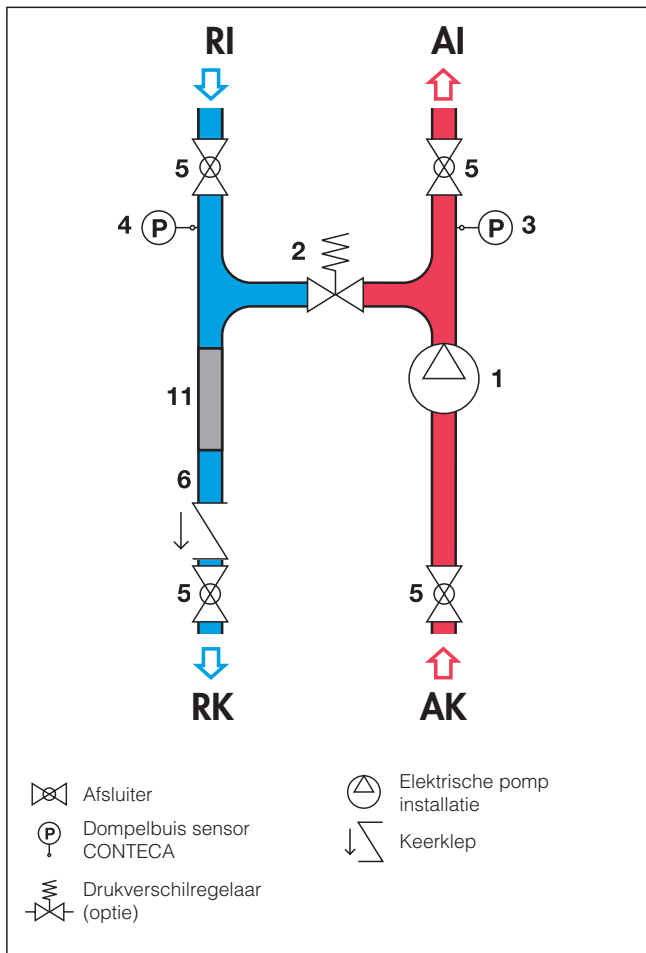 RI AI
5 5
4 P P 3
2
1
11
6
5 5
RK AK
Afsluiter
P Dompelbuis sensor
CONTECA
Drukverschilregelaar
(optie)
Elektrische pomp
installatie
Keerklep